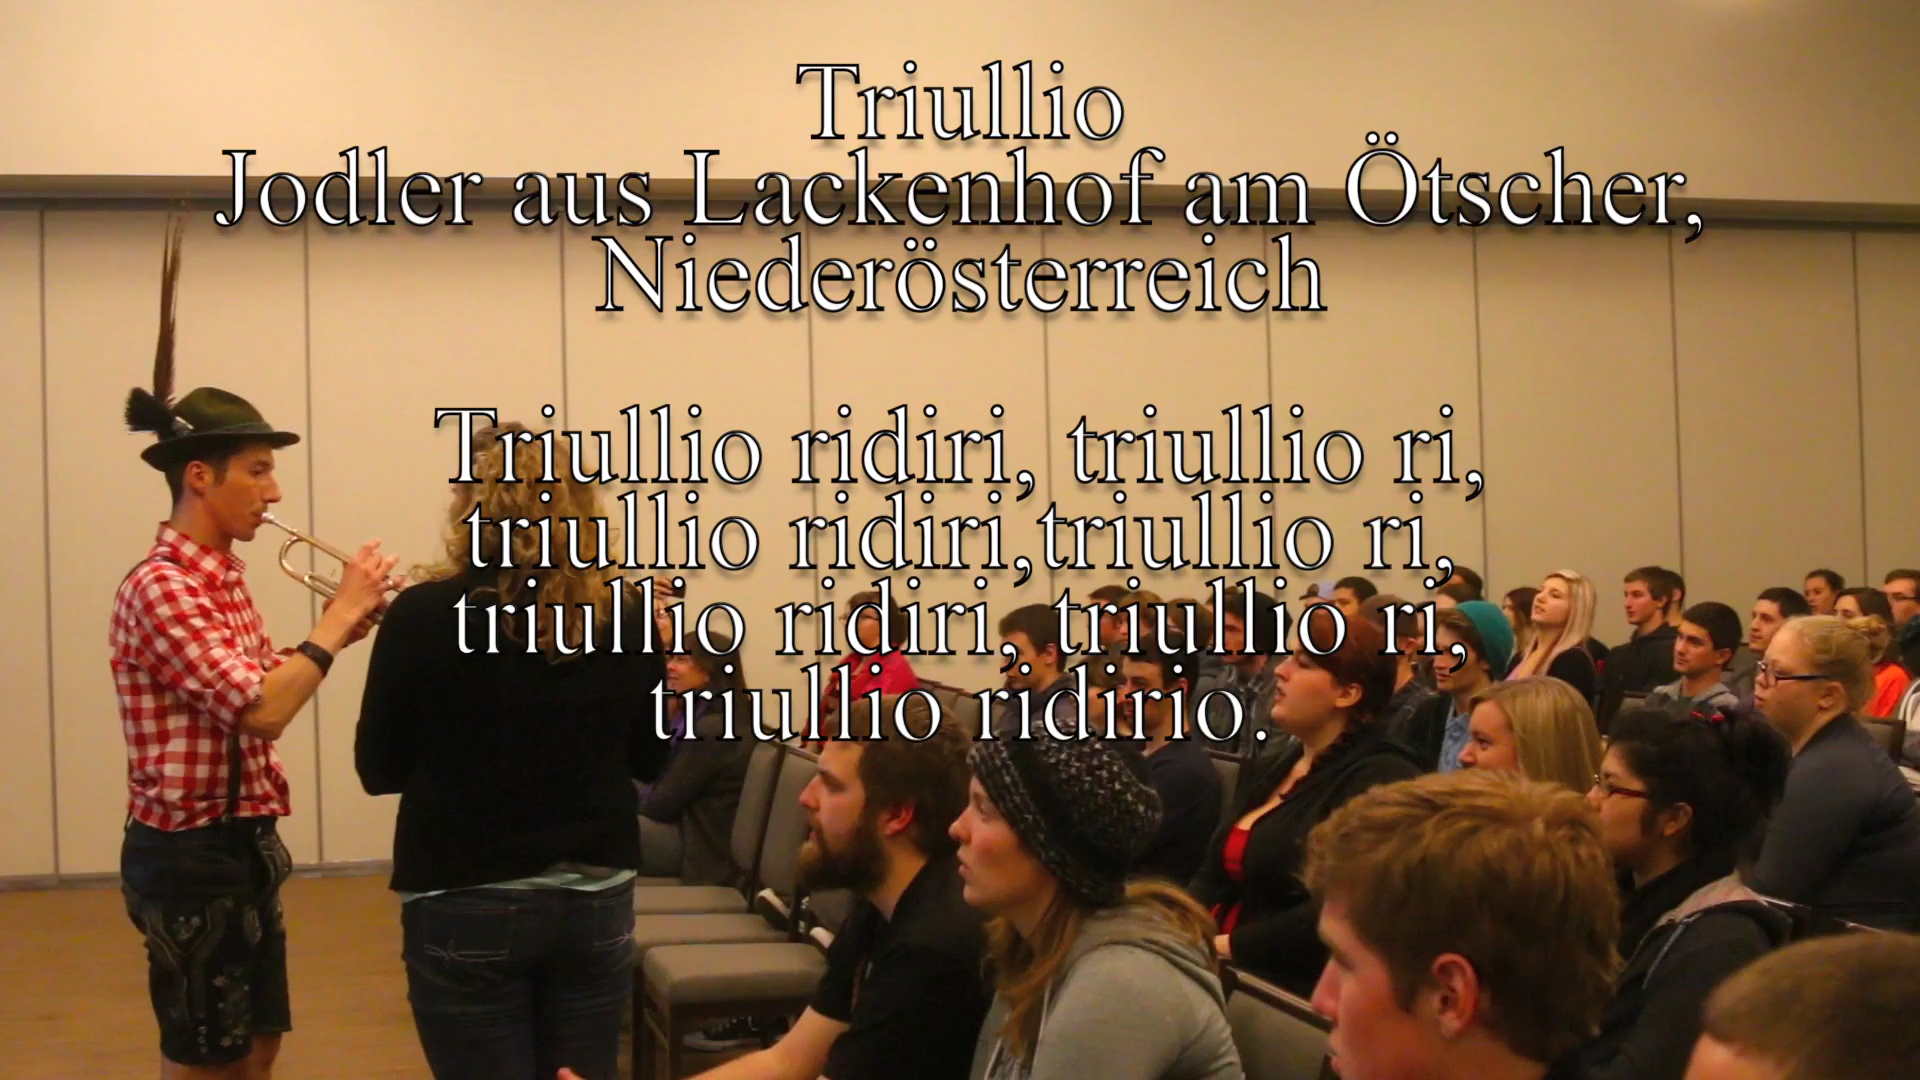 Triullio
Jodler aus Lackenhof am Ötscher,
Niederösterreich
Triullio ridiri, triullio ri,
triullio ridiri,triullio ri,
triullio ridiri, triullio ri,
triullio ridirio.